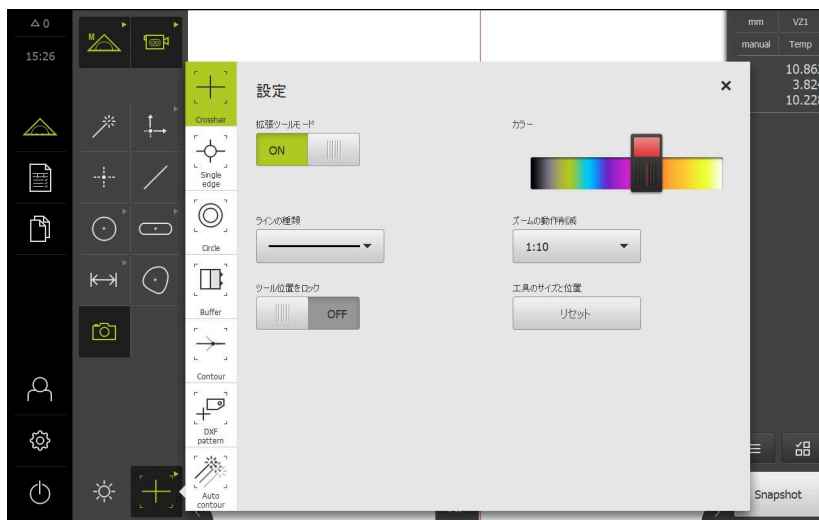 0
15:26
M
mm VZ1
manual Temp
10.86
3.82
10.228
Crosshair
Single
edge
Circle
Buffer
Contour
DXF
pattern
Auto
contour
設定
拡張ツールモード
ON
カラー
ラインの種類
ズームの動作削減
1:10
ツール位置をロック
OFF
工具のサイズと位置
リセット
Snapshot